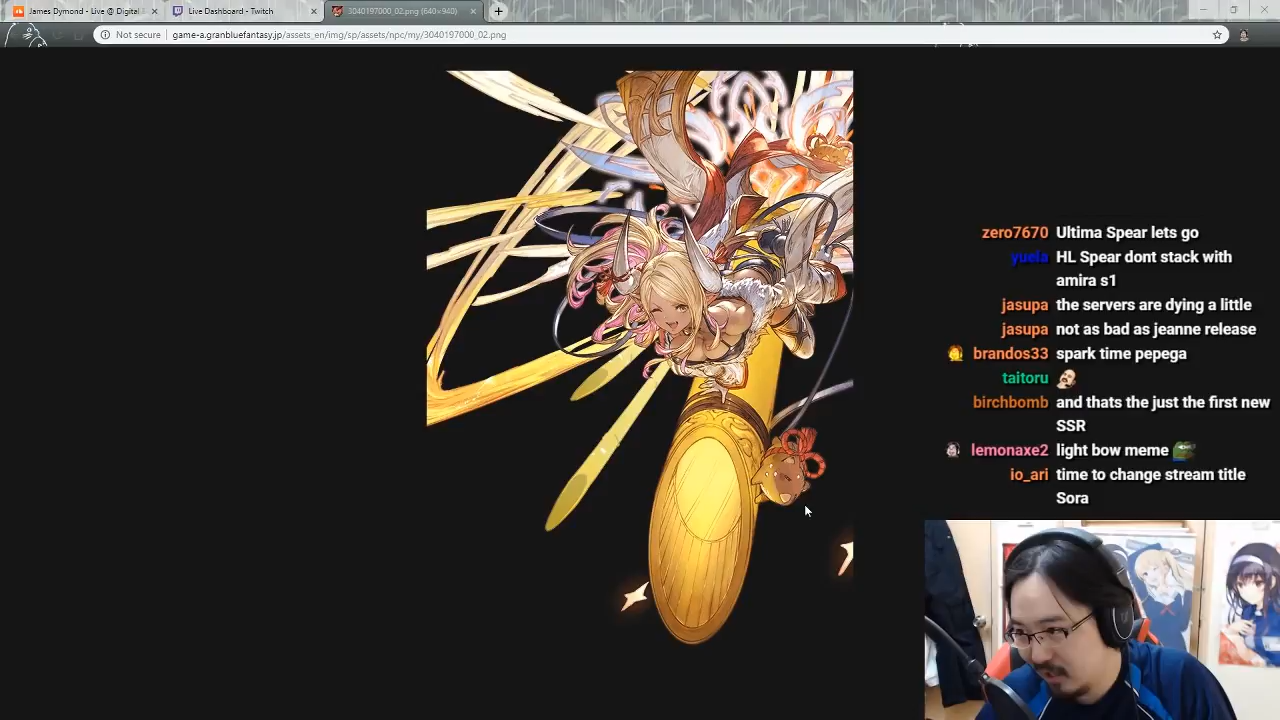 James Dymond - Live @ Digital
Live Dashboard - Twitch
3040197000_02.png (640×940)
Not secure
game-a.granbluefantasy.jp/assets_en/img/sp/assets/npc/my/3040197000_02.png
zero7670 Ultima Spear lets go
yuela HL Spear dont stack with
amira s1
jasupa the servers are dying a little
jasupa not as bad as jeanne release
brandos33 spark time pepega
taitoru
birchbomb and thats the just the first new
SSR
lemonaxe2 light bow meme
io_ari time to change stream title
Sora